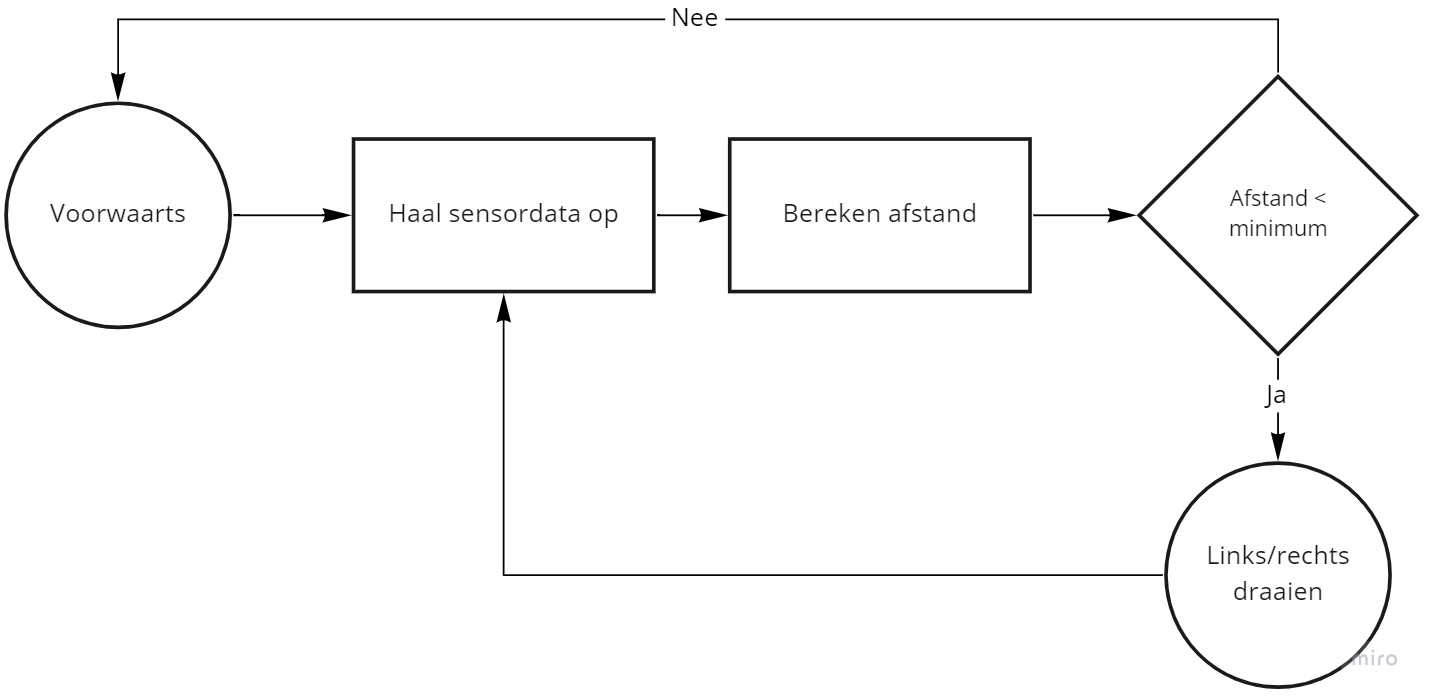 Nee
Voorwaarts
Haal sensordata op
Bereken afstand
Afstand <
minimum
Ja
Links/rechts
draaien
miro